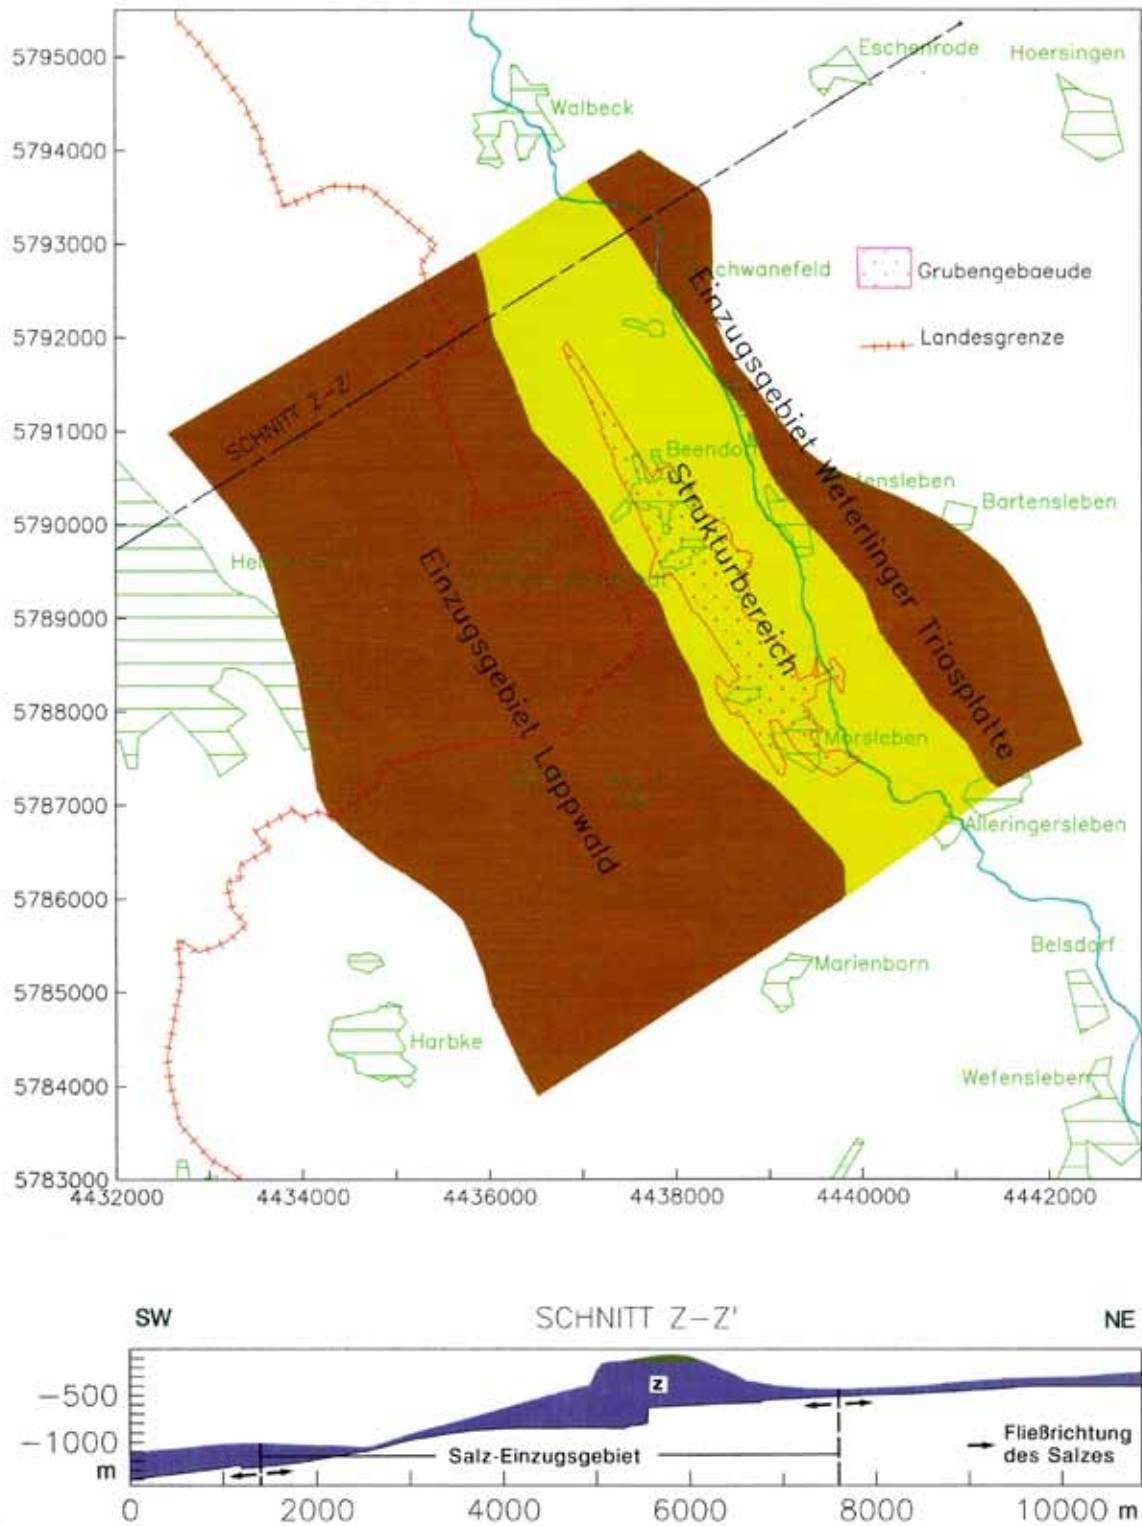 5795000
Eschenrode
Hoersingen
Walbeck
5794000
5793000
Grubengebaeude
chwanefeld
5792000
Landesgrenze
SCHNITT Z-Z'
5791000
Beendorf
Einzugsgebiet Weferlinger Triasplatte
tensleben
Bartensleben
5790000
Strukturbereich
Einzugsgebiet Lappwald
5789000
5788000
Morsleben
5787000
Alleringersleben
5786000
Belsdorf
Marienborn
5785000
Harbke
Wefensleben
5784000
5783000
4432000 4434000 4436000 4438000 4440000 4442000
SW SCHNITT Z-Z' NE
-500
z
-1000
m
Salz-Einzugsgebiet
Fließrichtung
des Salzes
0 2000 4000 6000 8000 10000 m